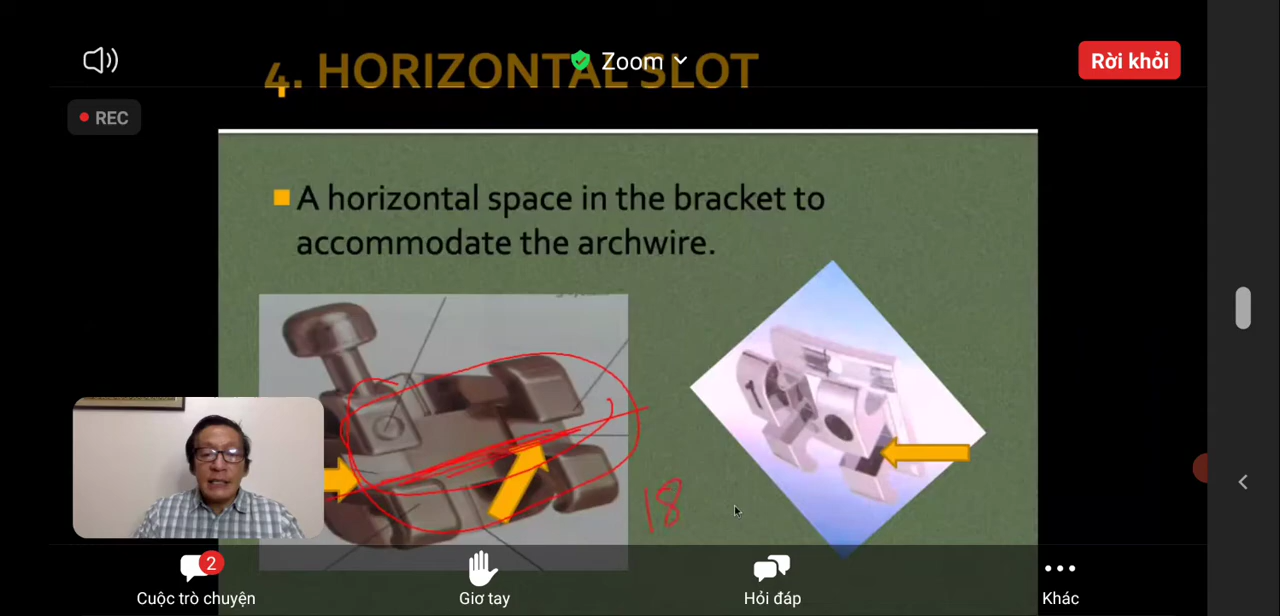 4. HORIZONTAL SLOT
Zoom
Rời khỏi
REC
A horizontal space in the bracket to
accommodate the archwire.
18
2
Cuộc trò chuyện
Giơ tay
Hỏi đáp
Khác